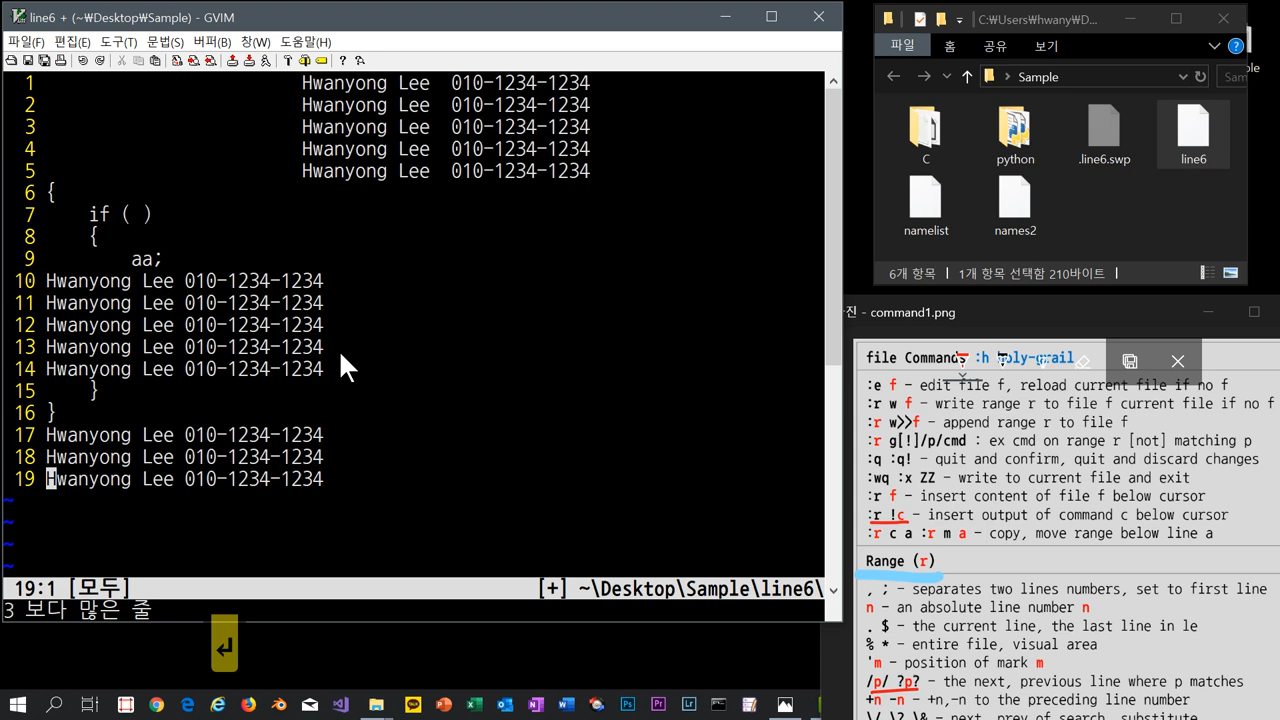 line6 + (~\Desktop\Sample) - GVIM
파일(F) 편집(E) 도구(T) 문법(S) 버퍼(B) 창(W) 도움말(H)
1 Hwanyong Lee 010-1234-1234
2 Hwanyong Lee 010-1234-1234
3 Hwanyong Lee 010-1234-1234
4 Hwanyong Lee 010-1234-1234
5 Hwanyong Lee 010-1234-1234
6 {
7 if ( )
8 {
9 aa;
10 Hwanyong Lee 010-1234-1234
11 Hwanyong Lee 010-1234-1234
12 Hwanyong Lee 010-1234-1234
13 Hwanyong Lee 010-1234-1234
14 Hwanyong Lee 010-1234-1234
15 }
16 }
17 Hwanyong Lee 010-1234-1234
18 Hwanyong Lee 010-1234-1234
19 Hwanyong Lee 010-1234-1234
~
~
~
~
19:1 [모두] [+] ~\Desktop\Sample\line6\
3 보다 많은 줄
C:\Users\hwany\D...
파일 홈 공유 보기
Sample Sam
C python .line6.swp line6
namelist names2
6개 항목 1개 항목 선택함 210바이트
진 - command1.png
file Commands :h holy-grail
:e f - edit file f, reload current file if no f
:r w f - write range r to file f current file if no f
:r w>>f - append range r to file f
:r g[!]/p/cmd : ex cmd on range r [not] matching p
:q :q! - quit and confirm, quit and discard changes
:wq :x ZZ - write to current file and exit
:r f - insert content of file f below cursor
:r !c - insert output of command c below cursor
:r c a :r m a - copy, move range below line a
Range (r)
, ; - separates two lines numbers, set to first line
n - an absolute line number n
. $ - the current line, the last line in le
% * - entire file, visual area
'm - position of mark m
/p/ ?p? - the next, previous line where p matches
+n -n - +n,-n to the preceding line number
\/ \? \& - next, prev of search, substitute